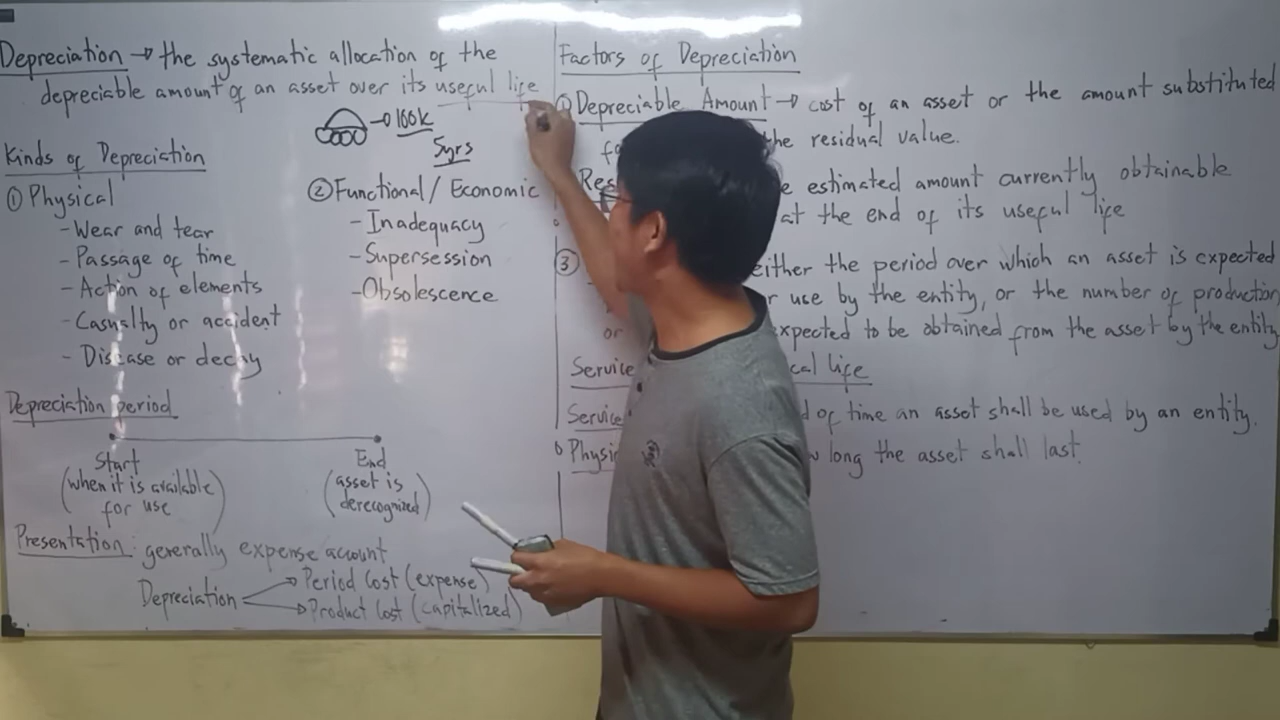 Depreciation → the systematic allocation of the
depreciable amount of an asset over its useful life
→ 100k
5yrs
Kinds of Depreciation
① Physical
- Wear and tear
- Passage of time
- Action of elements
- Casualty or accident
- Disease or decay
② Functional / Economic
- Inadequacy
- Supersession
- Obsolescence
Depreciation period
Start
(when it is available
for use)
End
(asset is
derecognized)
Presentation: generally expense account
Depreciation
→ Period Cost (expense)
→ Product Cost (capitalized)
Factors of Depreciation
① Depreciable Amount → cost of an asset or the amount substituted
the residual value.
estimated amount currently obtainable
at the end of its useful life
③ either the period over which an asset is expected
use by the entity, or the number of production
or expected to be obtained from the asset by the entity
Service life
Service of time an asset shall be used by an entity.
long the asset shall last.